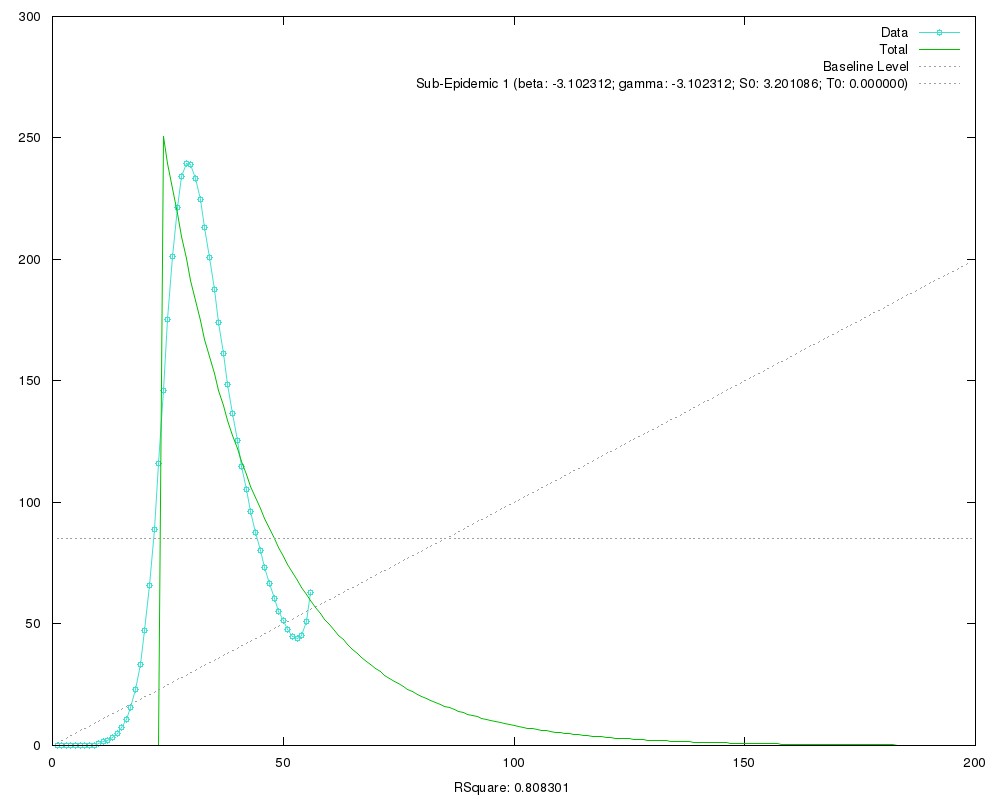 300
250
200
150
100
50
0
Data
Total
Baseline Level
Sub-Epidemic 1 (beta: -3.102312; gamma: -3.102312; S0: 3.201086; T0: 0.000000)
0 50 100 150 200
RSquare: 0.808301